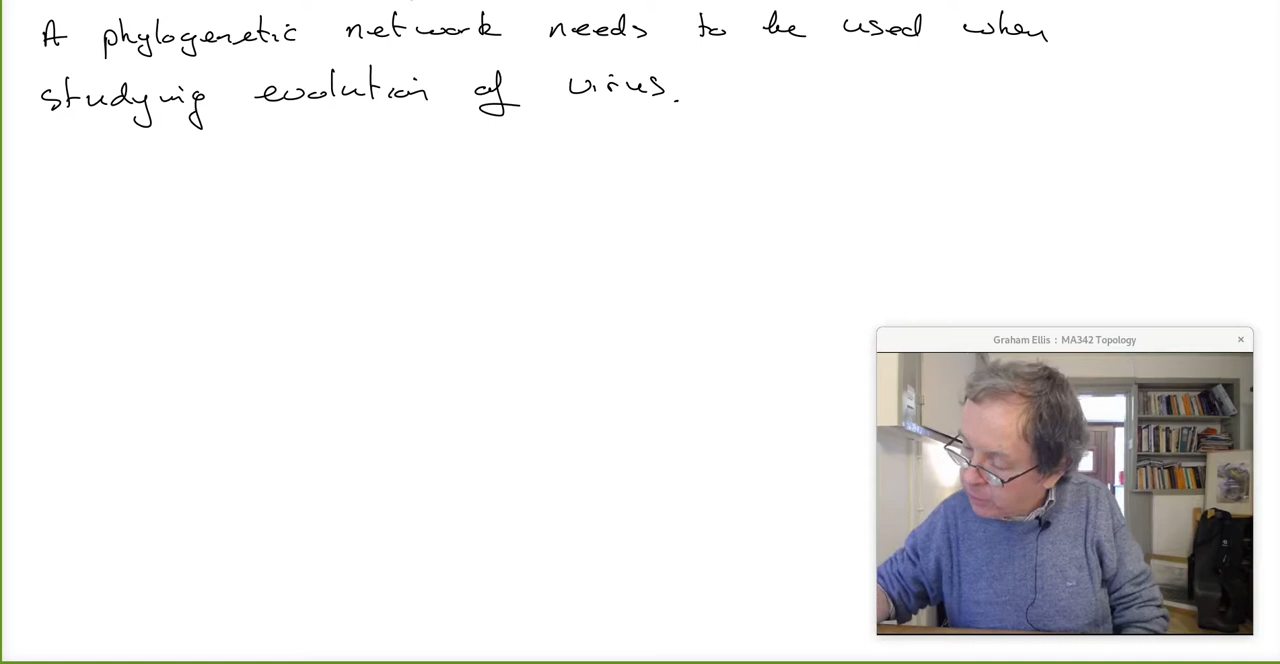 A phylogenetic network needs to be used when
studying evolution of virus.
Graham Ellis : MA342 Topology